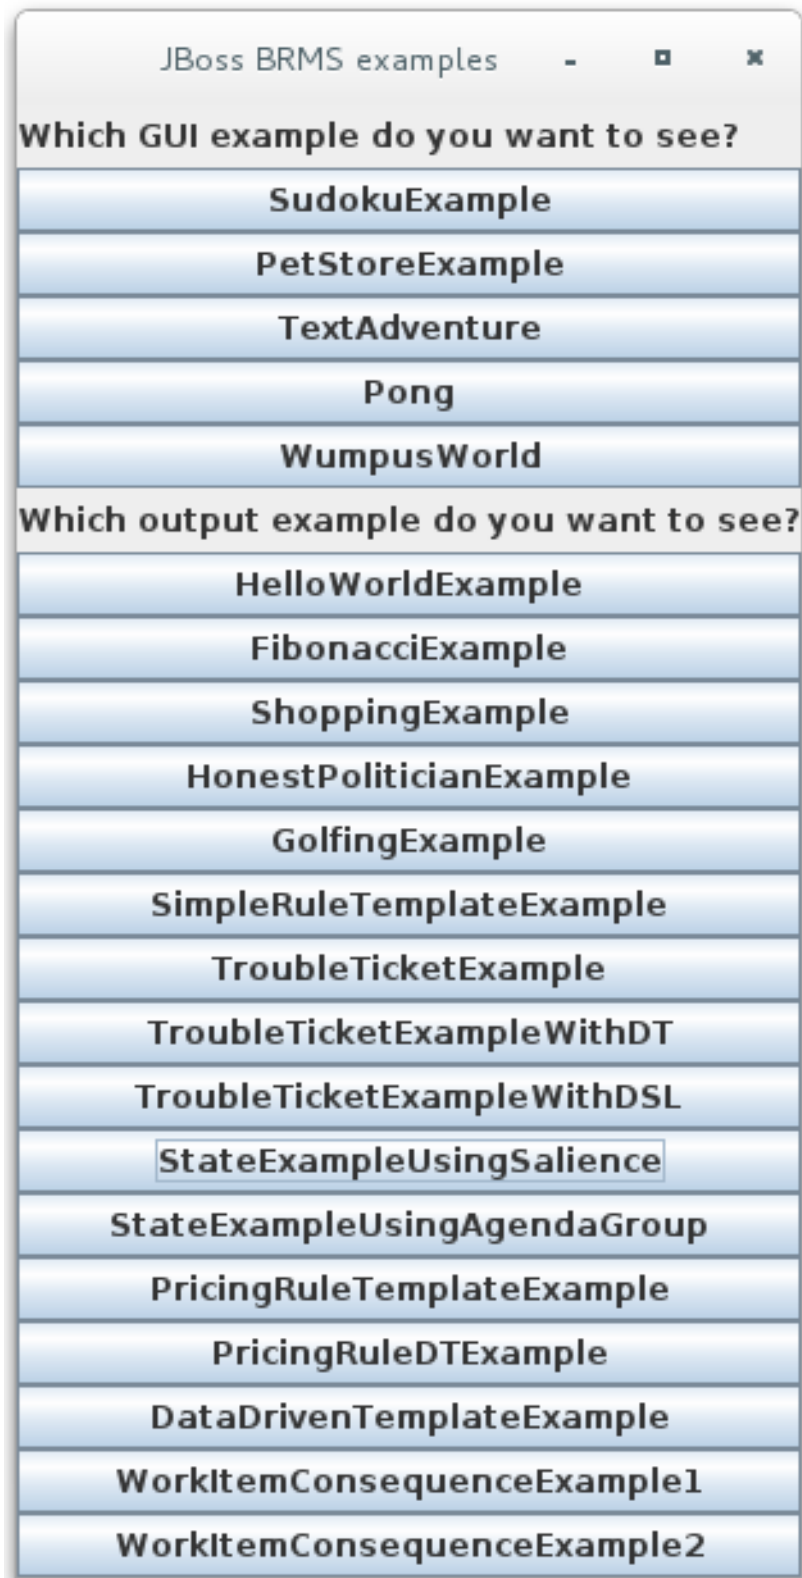 JBoss BRMS examples
Which GUI example do you want to see?
SudokuExample
PetStoreExample
TextAdventure
Pong
WumpusWorld
Which output example do you want to see?
HelloWorldExample
FibonacciExample
ShoppingExample
HonestPoliticianExample
GolfingExample
SimpleRuleTemplateExample
TroubleTicketExample
TroubleTicketExampleWithDT
TroubleTicketExampleWithDSL
StateExampleUsingSalience
StateExampleUsingAgendaGroup
PricingRuleTemplateExample
PricingRuleDTExample
DataDrivenTemplateExample
WorkItemConsequenceExample1
WorkItemConsequenceExample2